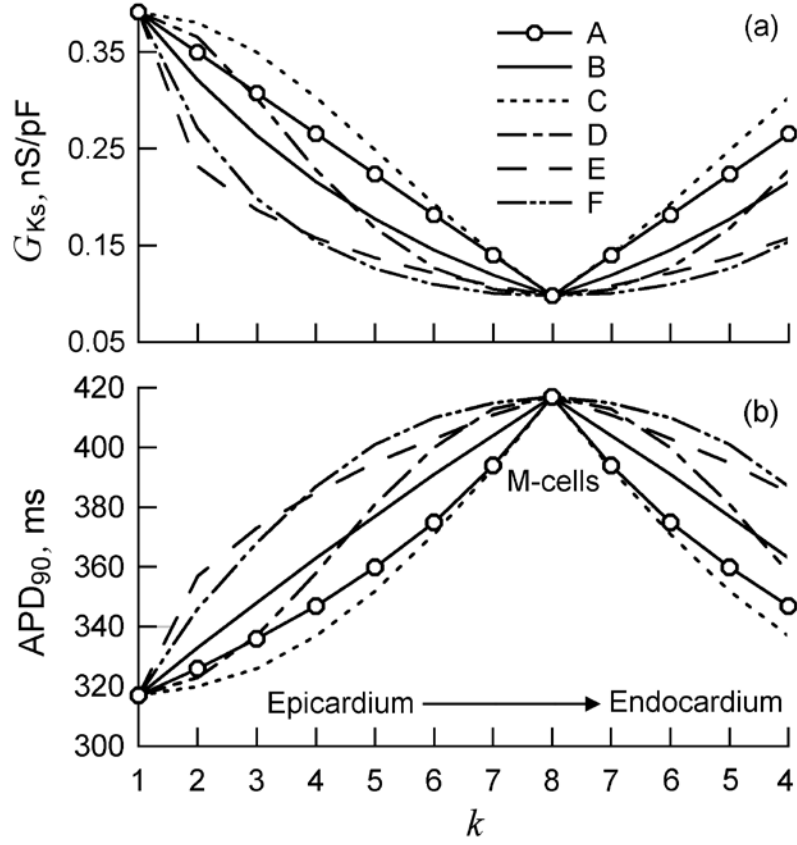 (a)
0.35
0.25
0.15
0.05
G_Ks, nS/pF
A
B
C
D
E
F
(b)
420
400
380
360
340
320
300
APD_90, ms
M-cells
Epicardium Endocardium
1 2 3 4 5 6 7 8 7 6 5 4
k